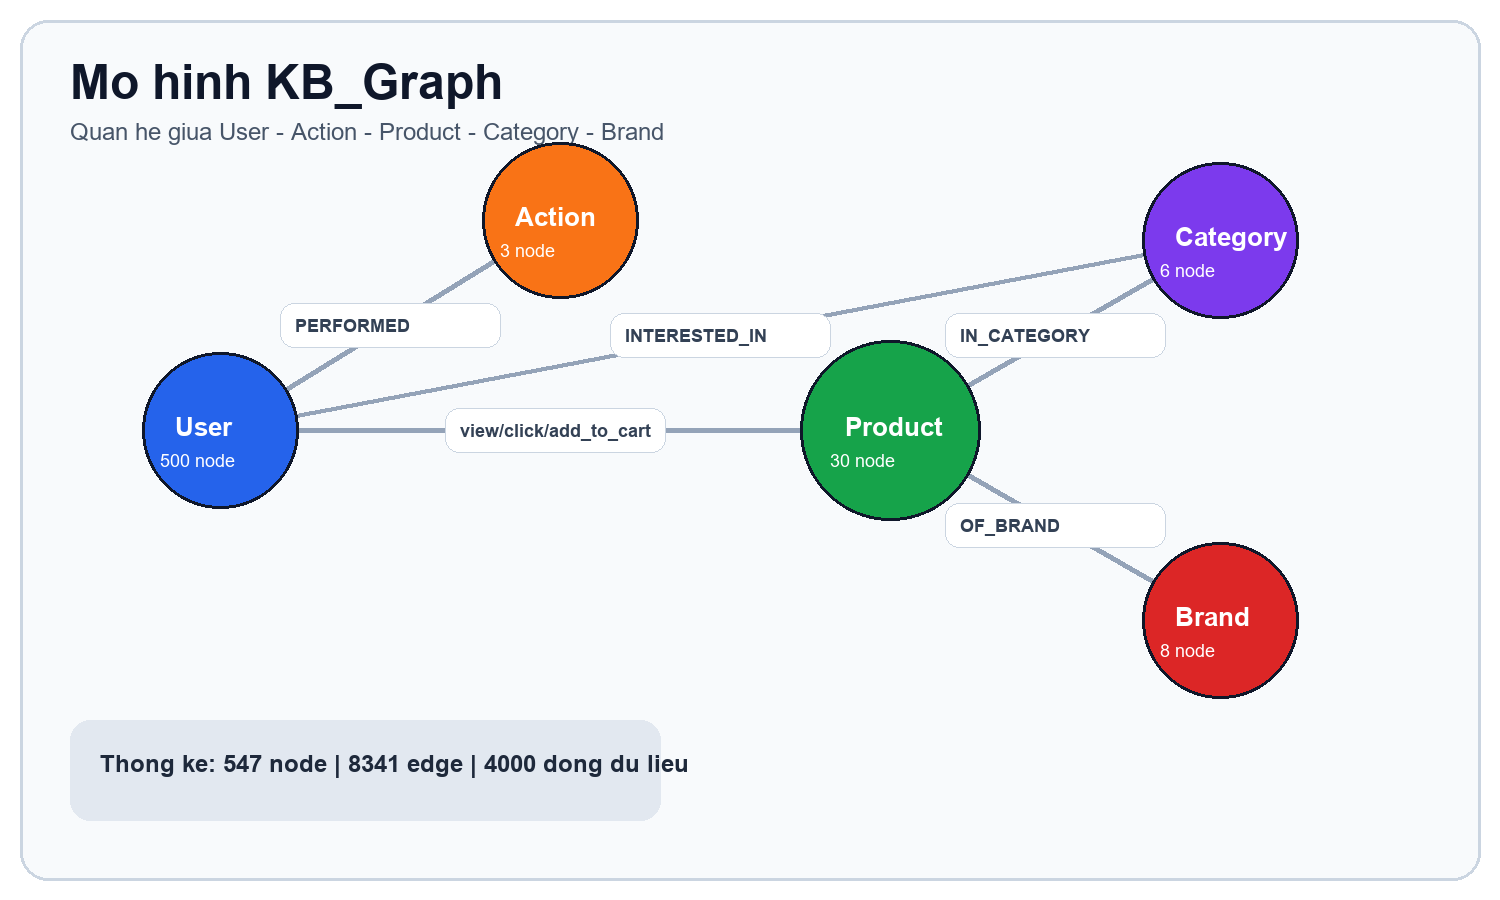 Mo hinh KB_Graph
Quan he giua User - Action - Product - Category - Brand
Action
3 node
Category
6 node
PERFORMED
INTERESTED_IN
IN_CATEGORY
User
500 node
view/click/add_to_cart
Product
30 node
OF_BRAND
Brand
8 node
Thong ke: 547 node | 8341 edge | 4000 dong du lieu